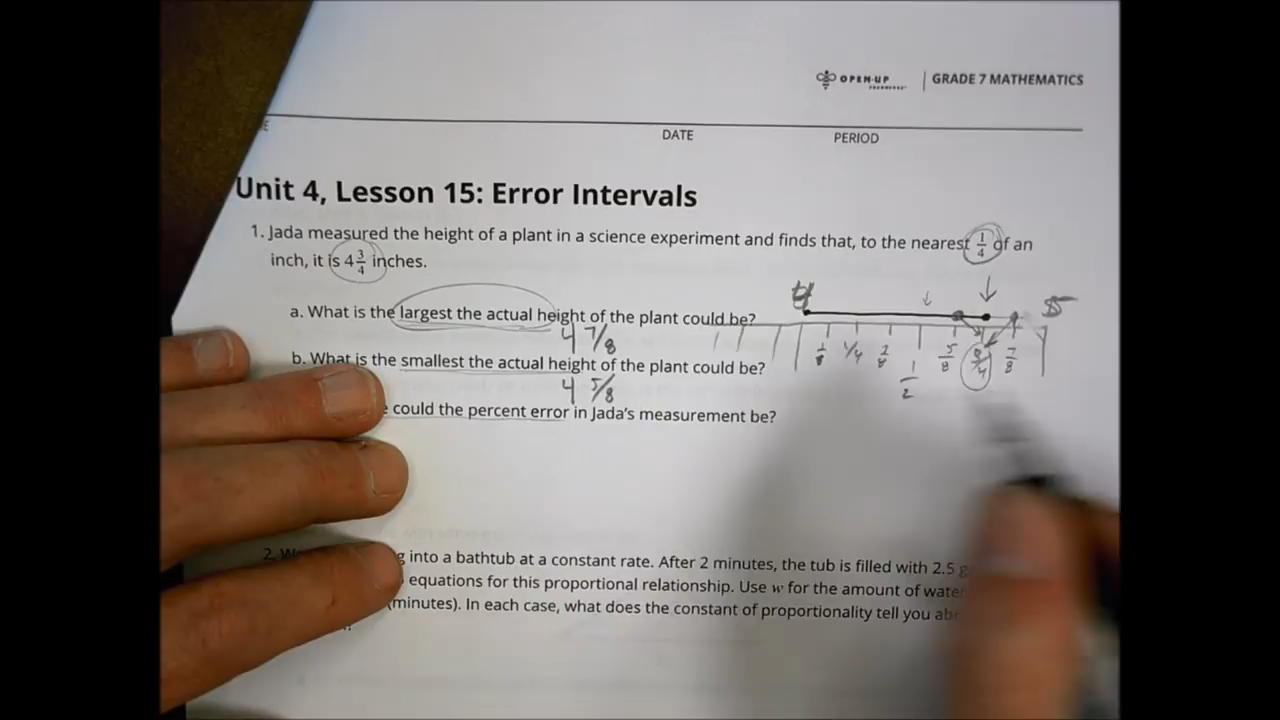 OPEN-UP GRADE 7 MATHEMATICS
DATE PERIOD
Unit 4, Lesson 15: Error Intervals
1. Jada measured the height of a plant in a science experiment and finds that, to the nearest 1/4 of an
inch, it is 4 3/4 inches.
a. What is the largest the actual height of the plant could be?
4 7/8
b. What is the smallest the actual height of the plant could be?
4 5/8
could the percent error in Jada's measurement be?
4 5
1/8 1/4 3/8 1/2 5/8 3/4 7/8
2. into a bathtub at a constant rate. After 2 minutes, the tub is filled with 2.5
equations for this proportional relationship. Use w for the amount of
(minutes). In each case, what does the constant of proportionality tell you